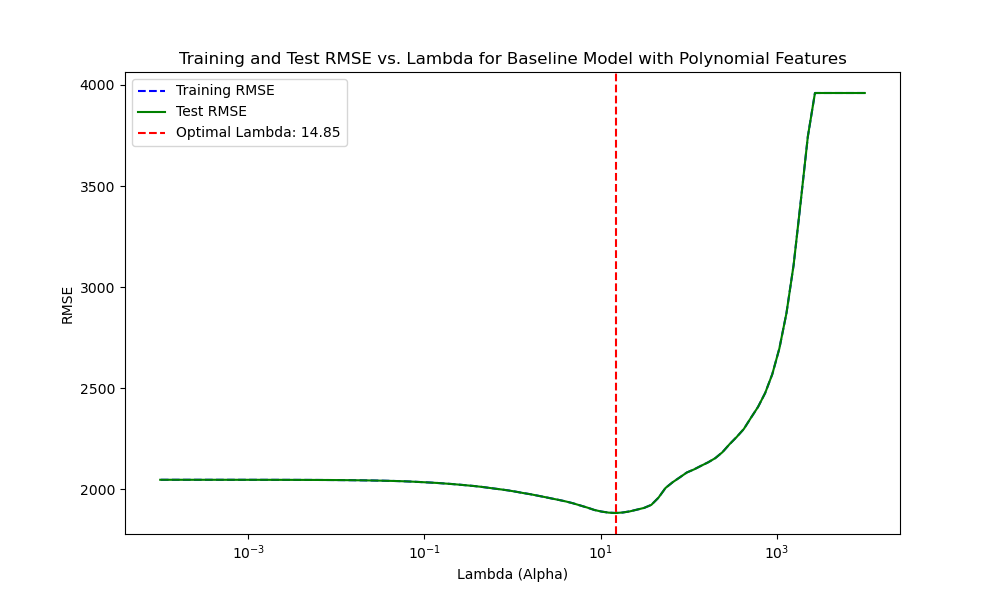 Training and Test RMSE vs. Lambda for Baseline Model with Polynomial Features
Training RMSE
Test RMSE
Optimal Lambda: 14.85
4000
3500
3000
2500
2000
RMSE
10⁻³
10⁻¹
10¹
10³
Lambda (Alpha)